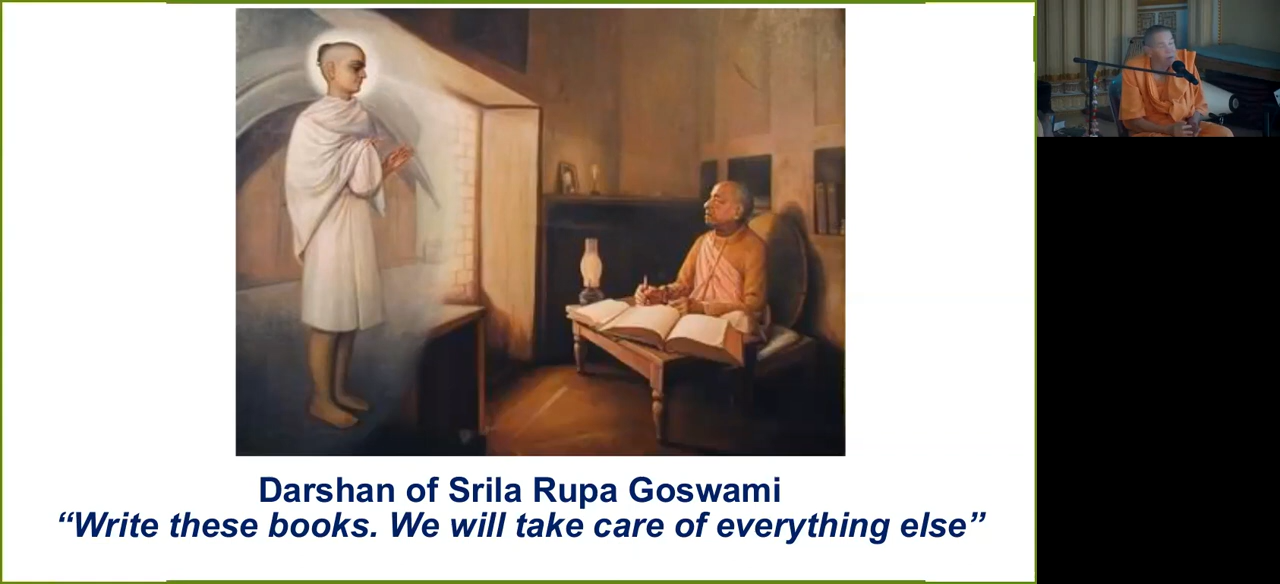 Darshan of Srila Rupa Goswami
“Write these books. We will take care of everything else”